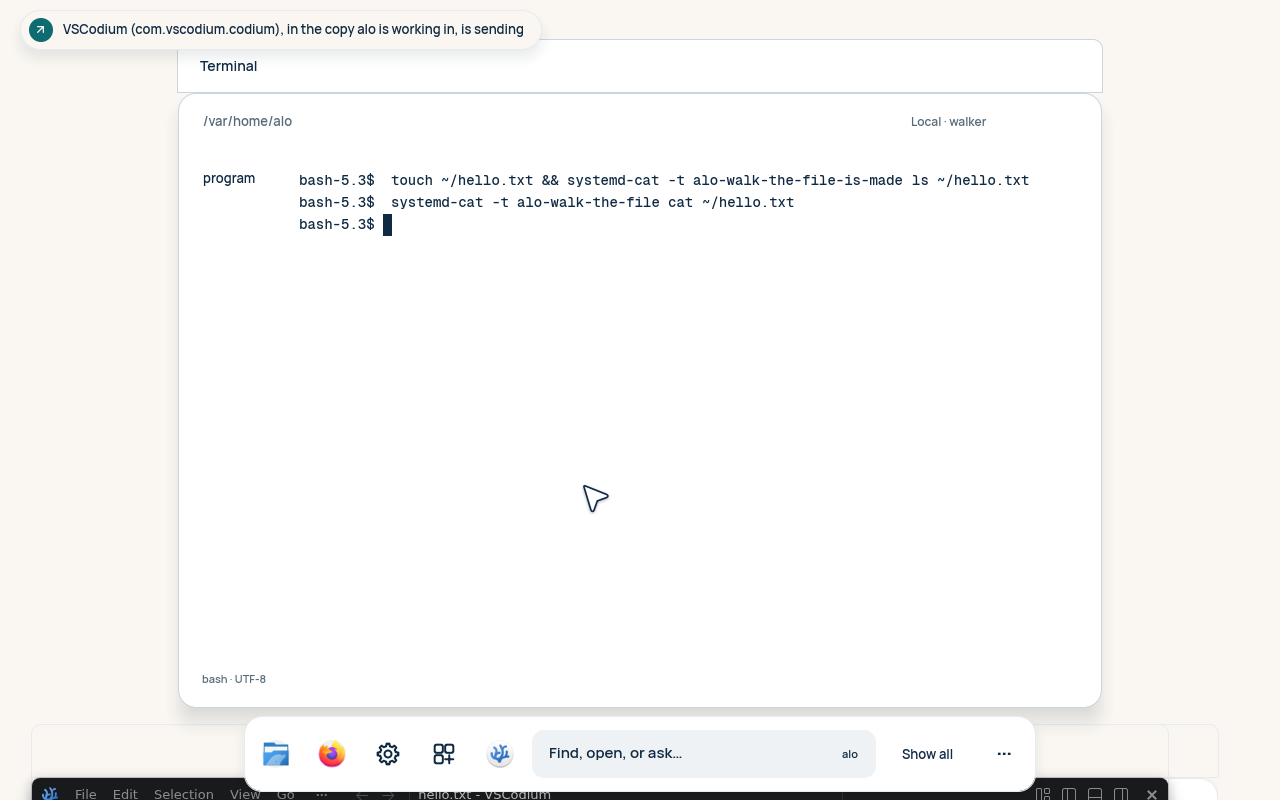 VSCodium (com.vscodium.codium), in the copy alo is working in, is sending
Terminal
/var/home/alo
Local · walker
program
bash-5.3$  touch ~/hello.txt && systemd-cat -t alo-walk-the-file-is-made ls ~/hello.txt
bash-5.3$  systemd-cat -t alo-walk-the-file cat ~/hello.txt
bash-5.3$
bash · UTF-8
Find, open, or ask...
alo
Show all
File Edit Selection View Go
hello.txt - VSCodium